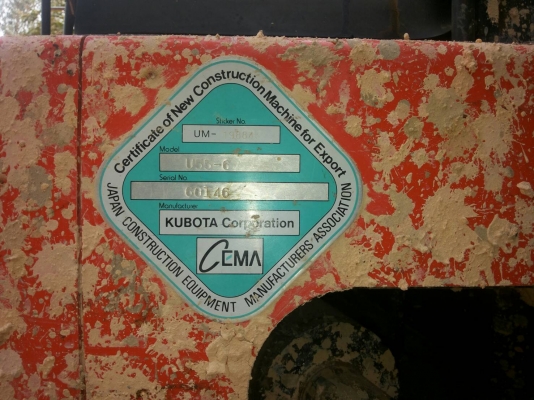 Certificate of New Construction Machine for Export
Sticker No.
UM-
Model
Serial No.
60146
Manufacturer
KUBOTA Corporation
CEMA
JAPAN CONSTRUCTION EQUIPMENT MANUFACTURERS ASSOCIATION